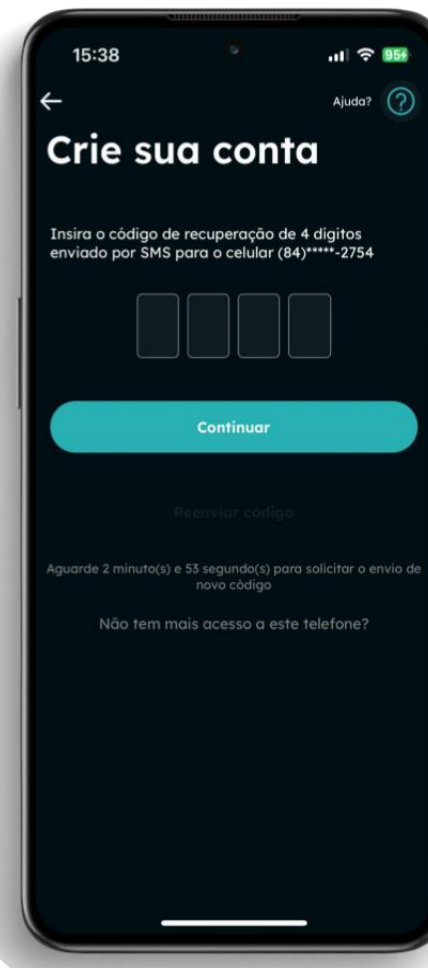 15:38
95
Ajuda? ?
Crie sua conta
Insira o código de recuperação de 4 dígitos
enviado por SMS para o celular (84)*****-2754
Continuar
Reenviar código
Aguarde 2 minuto(s) e 53 segundo(s) para solicitar o envio de
novo código
Não tem mais acesso a este telefone?